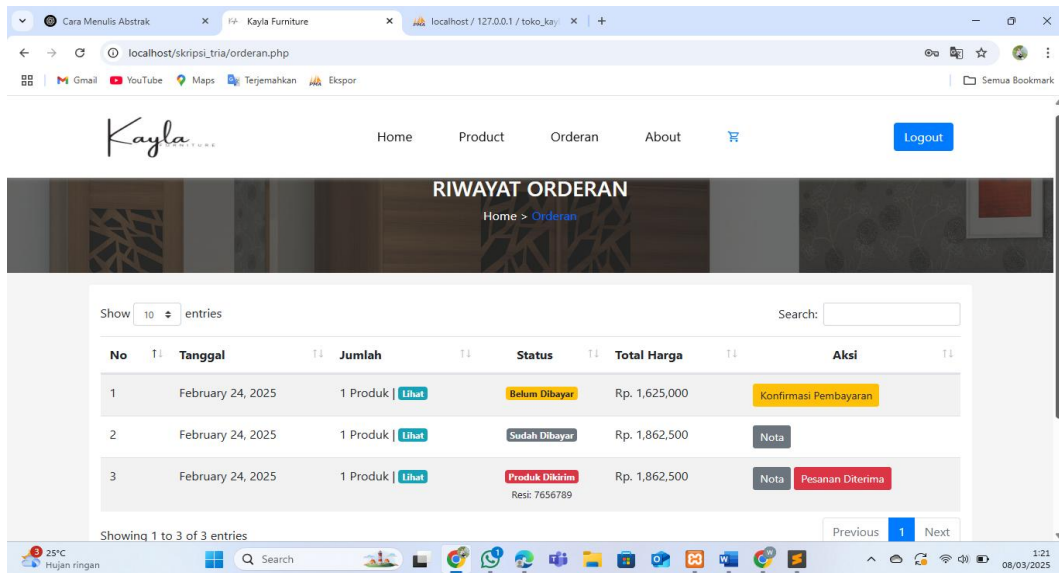 Cara Menulis Abstrak
Kayla Furniture
localhost / 127.0.0.1 / toko_kayl
localhost/skripsi_tria/orderan.php
Gmail YouTube Maps Terjemahkan Ekspor Semua Bookmark
Kayla Home Product Orderan About Logout
FURNITURE
RIWAYAT ORDERAN
Home > Orderan
Show 10 entries Search:
No Tanggal Jumlah Status Total Harga Aksi
1 February 24, 2025 1 Produk | Lihat Belum Dibayar Rp. 1,625,000 Konfirmasi Pembayaran
2 February 24, 2025 1 Produk | Lihat Sudah Dibayar Rp. 1,862,500 Nota
3 February 24, 2025 1 Produk | Lihat Produk Dikirim Rp. 1,862,500 Nota Pesanan Diterima
Resi: 7656789
Showing 1 to 3 of 3 entries Previous 1 Next
3 25°C Search 1:21
Hujan ringan 08/03/2025